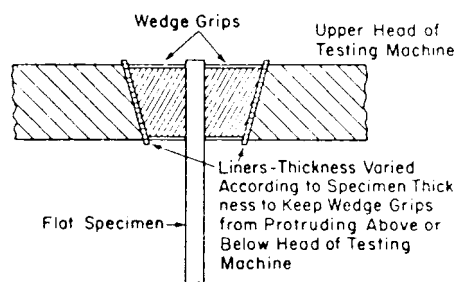 Wedge Grips
Upper Head of
Testing Machine
Liners-Thickness Varied
According to Specimen Thick
ness to Keep Wedge Grips
from Protruding Above or
Below Head of Testing
Machine
Flat Specimen